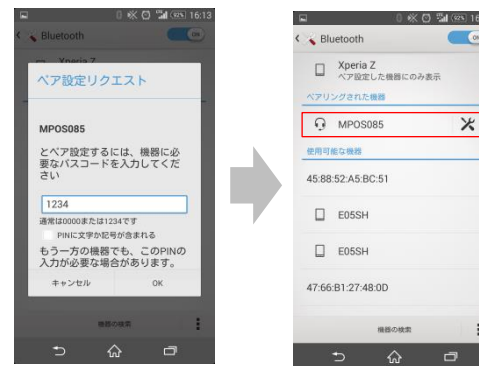 92% 16:13
Bluetooth
ON
Xperia Z
ペア設定リクエスト
MPOS085
とペア設定するには、機器に必
要なパスコードを入力してくだ
さい
1234
通常は0000または1234です
PINに文字か記号が含まれる
もう一方の機器でも、このPINの
入力が必要な場合があります。
キャンセル
OK
機器の検索
92% 16
Bluetooth
ON
Xperia Z
ペア設定した機器にのみ表示
ペアリングされた機器
MPOS085
使用可能な機器
45:88:52:A5:BC:51
E05SH
E05SH
47:66:B1:27:48:0D
機器の検索